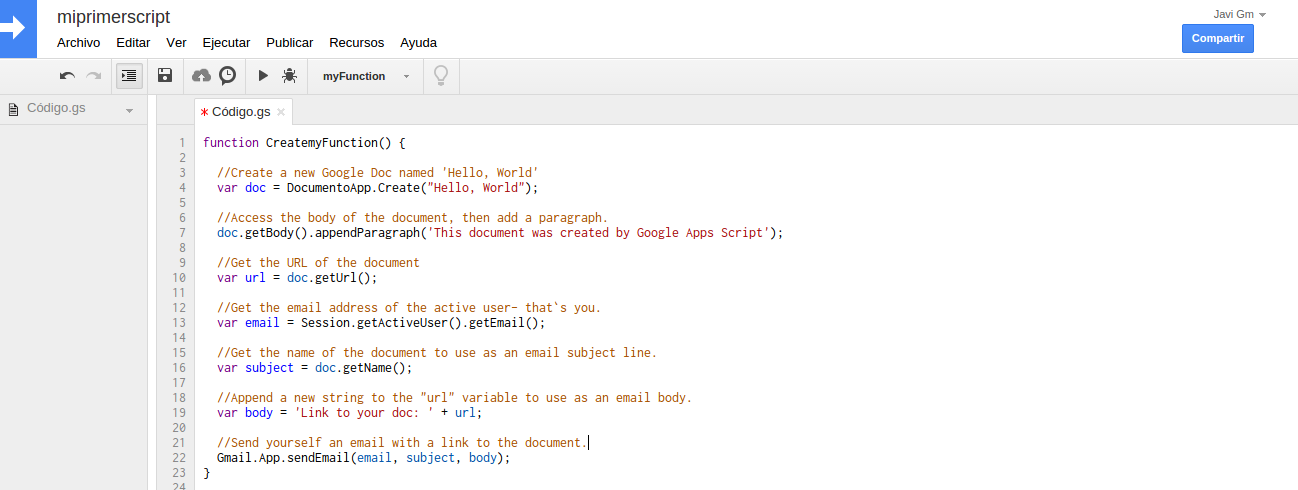 miprimerscript
Javi Gm
Archivo Editar Ver Ejecutar Publicar Recursos Ayuda
Compartir
myFunction
Código.gs
* Código.gs ×
1 function CreatemyFunction() {
2
3 //Create a new Google Doc named 'Hello, World'
4 var doc = DocumentoApp.Create("Hello, World");
5
6 //Access the body of the document, then add a paragraph.
7 doc.getBody().appendParagraph('This document was created by Google Apps Script');
8
9 //Get the URL of the document
10 var url = doc.getUrl();
11
12 //Get the email address of the active user- that`s you.
13 var email = Session.getActiveUser().getEmail();
14
15 //Get the name of the document to use as an email subject line.
16 var subject = doc.getName();
17
18 //Append a new string to the "url" variable to use as an email body.
19 var body = 'Link to your doc: ' + url;
20
21 //Send yourself an email with a link to the document.
22 Gmail.App.sendEmail(email, subject, body);
23 }
24